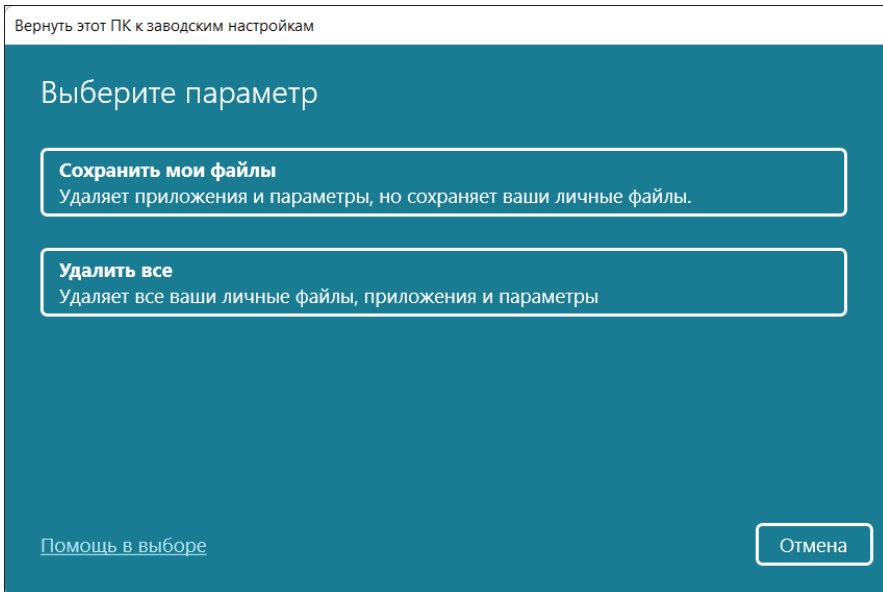 Вернуть этот ПК к заводским настройкам
Выберите параметр
Сохранить мои файлы
Удаляет приложения и параметры, но сохраняет ваши личные файлы.
Удалить все
Удаляет все ваши личные файлы, приложения и параметры
Помощь в выборе
Отмена